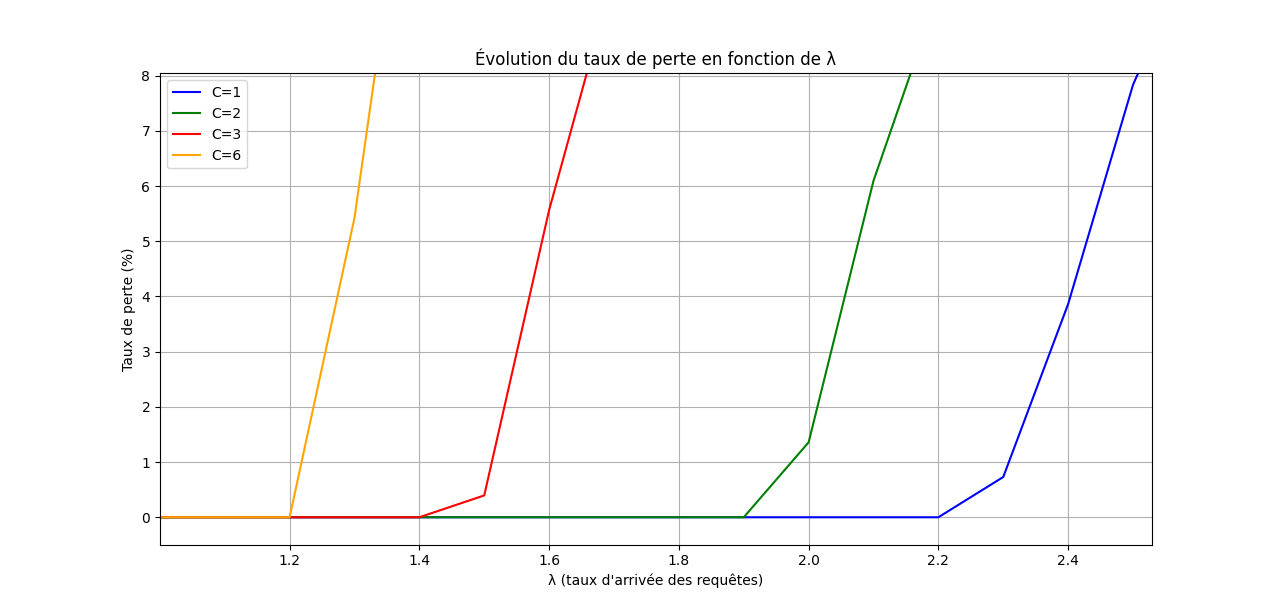 Évolution du taux de perte en fonction de λ
C=1
C=2
C=3
C=6
Taux de perte (%)
8
7
6
5
4
3
2
1
0
1.2 1.4 1.6 1.8 2.0 2.2 2.4
λ (taux d'arrivée des requêtes)